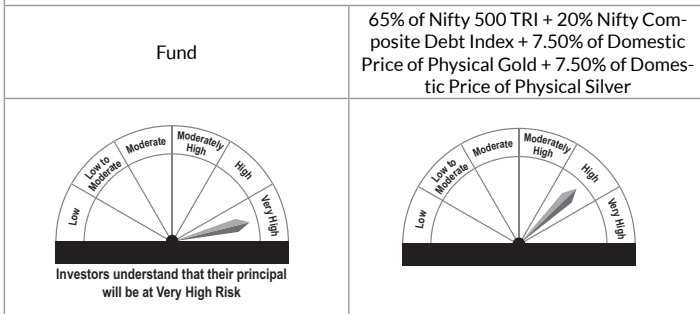 Fund
65% of Nifty 500 TRI + 20% Nifty Com-
posite Debt Index + 7.50% of Domestic
Price of Physical Gold + 7.50% of Domes-
tic Price of Physical Silver
Low
Low to
Moderate
Moderate
Moderately
High
High
Very High
Investors understand that their principal
will be at Very High Risk
Low
Low to
Moderate
Moderate
Moderately
High
High
Very High